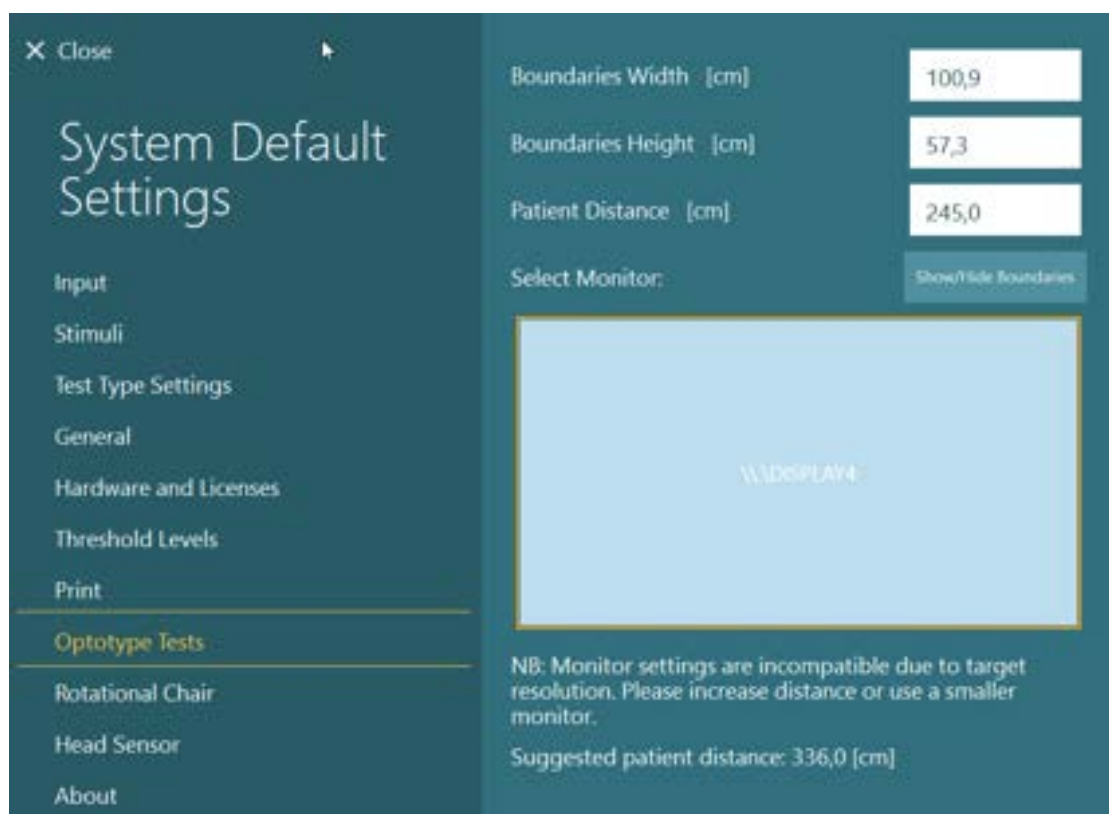 ✕ Close
System Default
Settings
Input
Stimuli
Test Type Settings
General
Hardware and Licenses
Threshold Levels
Print
Optotype Tests
Rotational Chair
Head Sensor
About
Boundaries Width [cm]
100,9
Boundaries Height [cm]
57,3
Patient Distance [cm]
245,0
Select Monitor:
Show/Hide Boundaries
\\.\DISPLAY4
NB: Monitor settings are incompatible due to target
resolution. Please increase distance or use a smaller
monitor.
Suggested patient distance: 336,0 [cm]